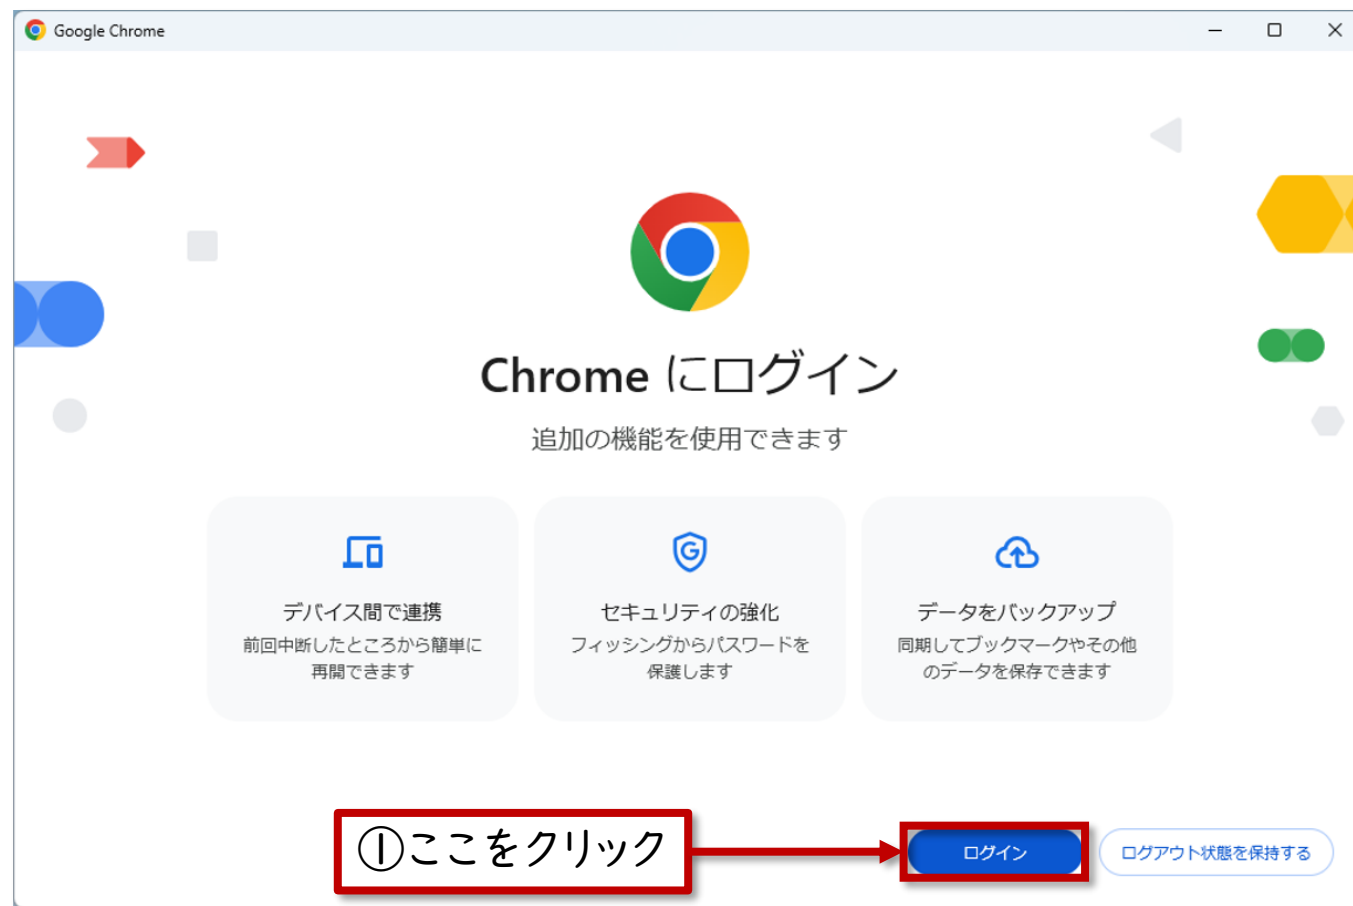 Google Chrome
Chrome にログイン
追加の機能を使用できます
デバイス間で連携
前回中断したところから簡単に
再開できます
セキュリティの強化
フィッシングからパスワードを
保護します
データをバックアップ
同期してブックマークやその他
のデータを保存できます
①ここをクリック
ログイン
ログアウト状態を保持する